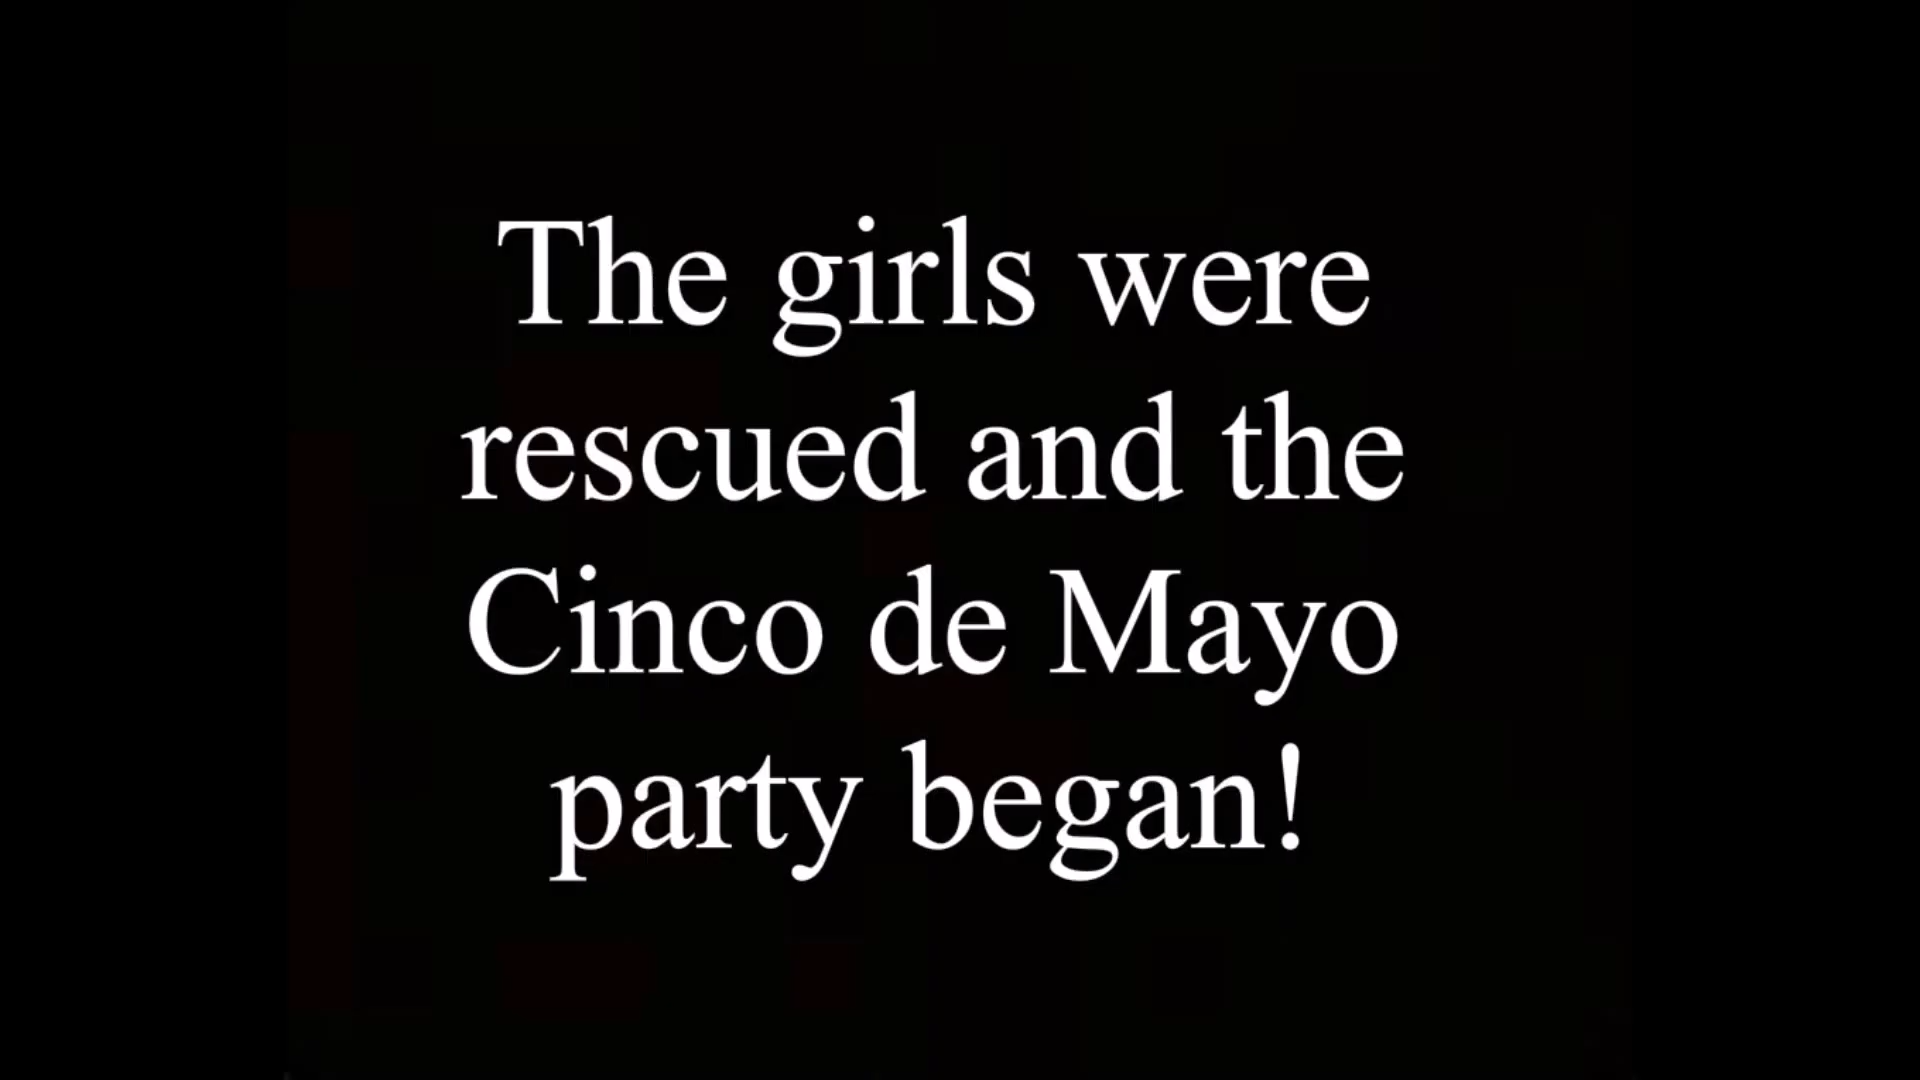 The girls were
rescued and the
Cinco de Mayo
party began!